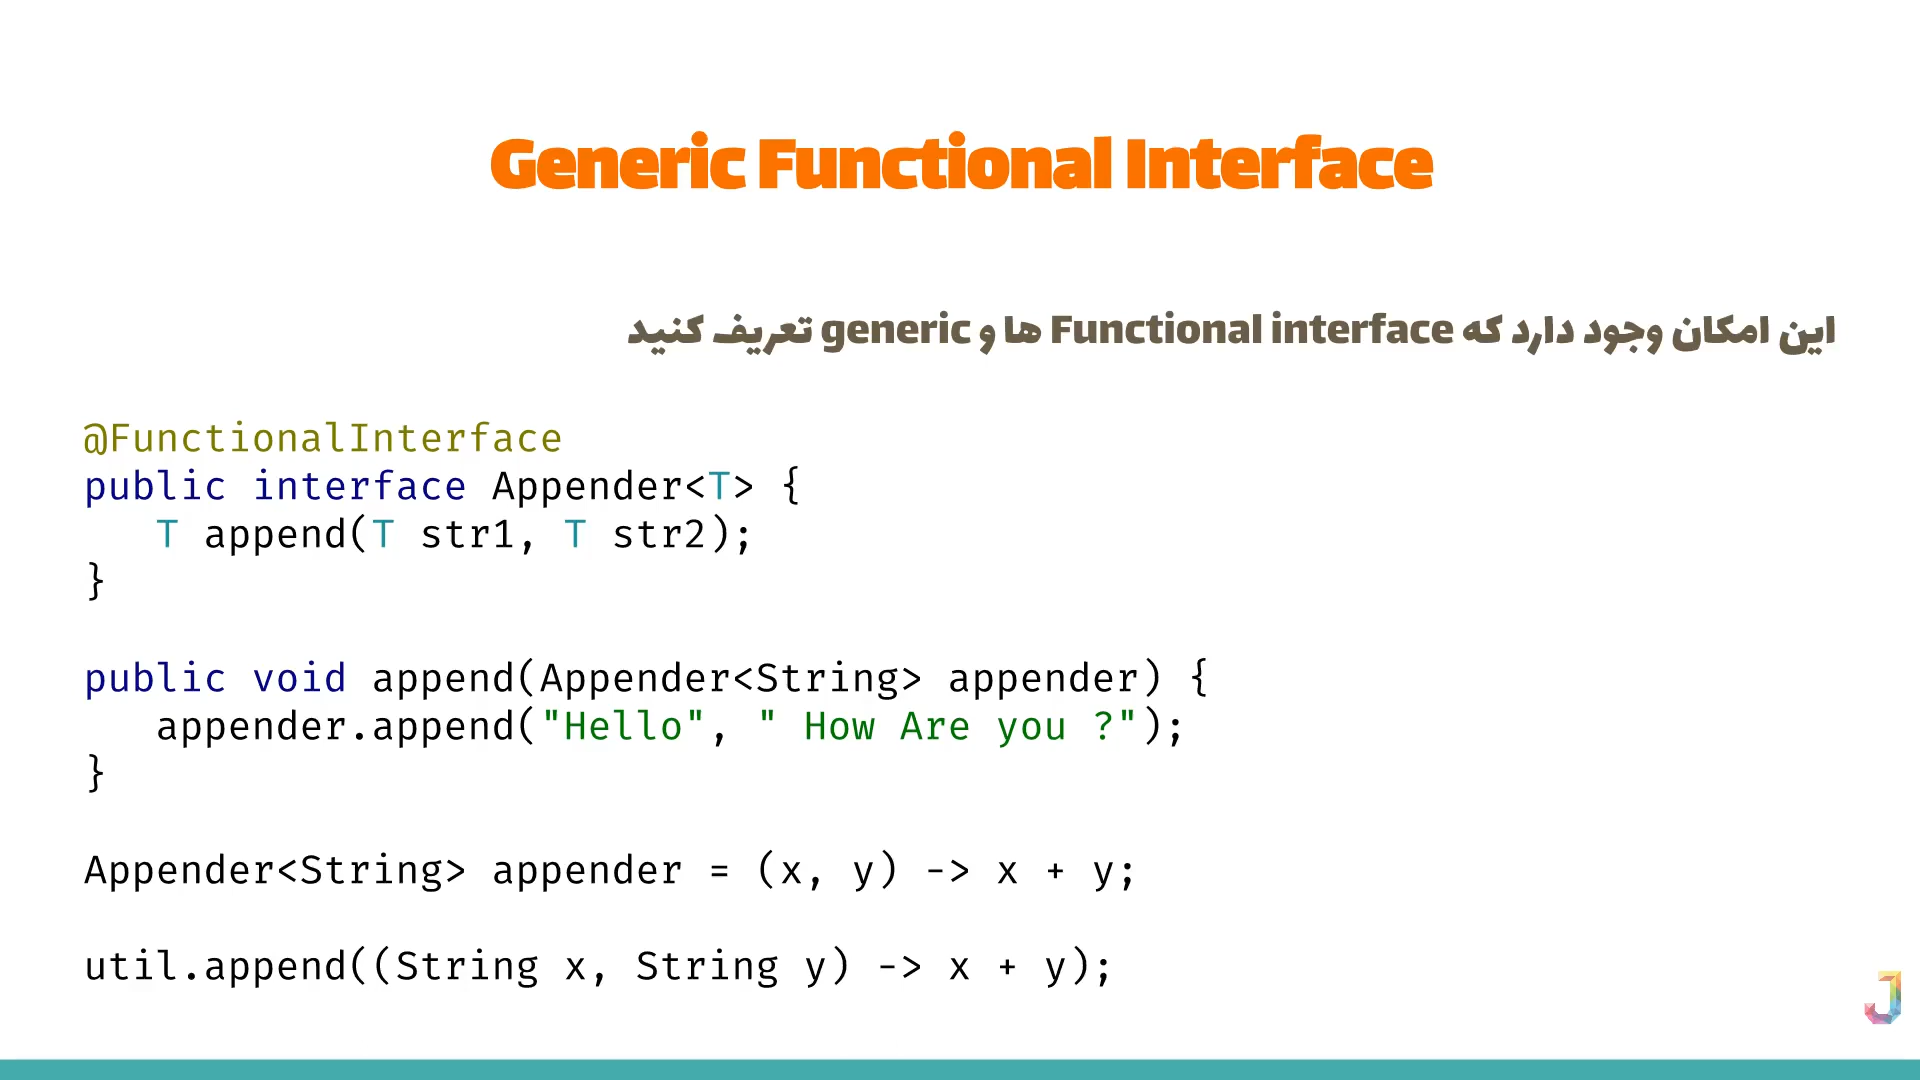 Generic Functional Interface
این امکان وجود دارد که Functional interface ها و generic تعریف کنید
@FunctionalInterface
public interface Appender<T> {
   T append(T str1, T str2);
}
public void append(Appender<String> appender) {
   appender.append("Hello", " How Are you ?");
}
Appender<String> appender = (x, y) -> x + y;
util.append((String x, String y) -> x + y);
J